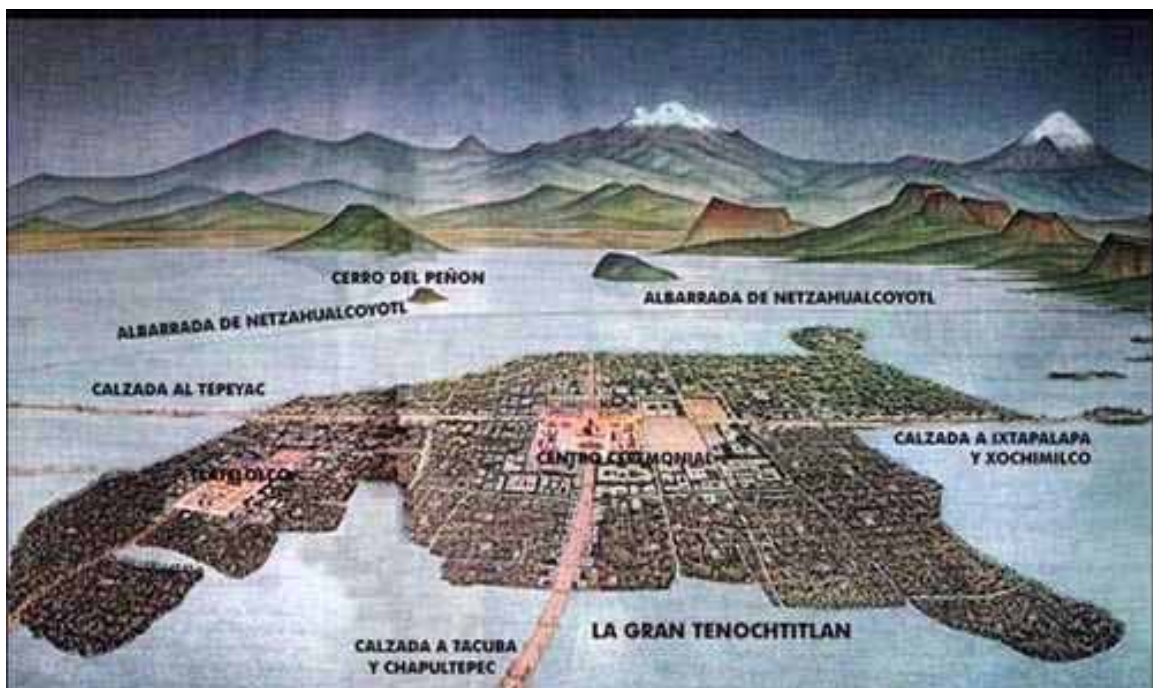 CERRO DEL PEÑON
ALBARRADA DE NETZAHUALCOYOTL
ALBARRADA DE NETZAHUALCOYOTL
CALZADA AL TEPEYAC
CALZADA A IXTAPALAPA
Y XOCHIMILCO
CENTRO CEREMONIAL
TLATELOLCO
LA GRAN TENOCHTITLAN
CALZADA A TACUBA
Y CHAPULTEPEC